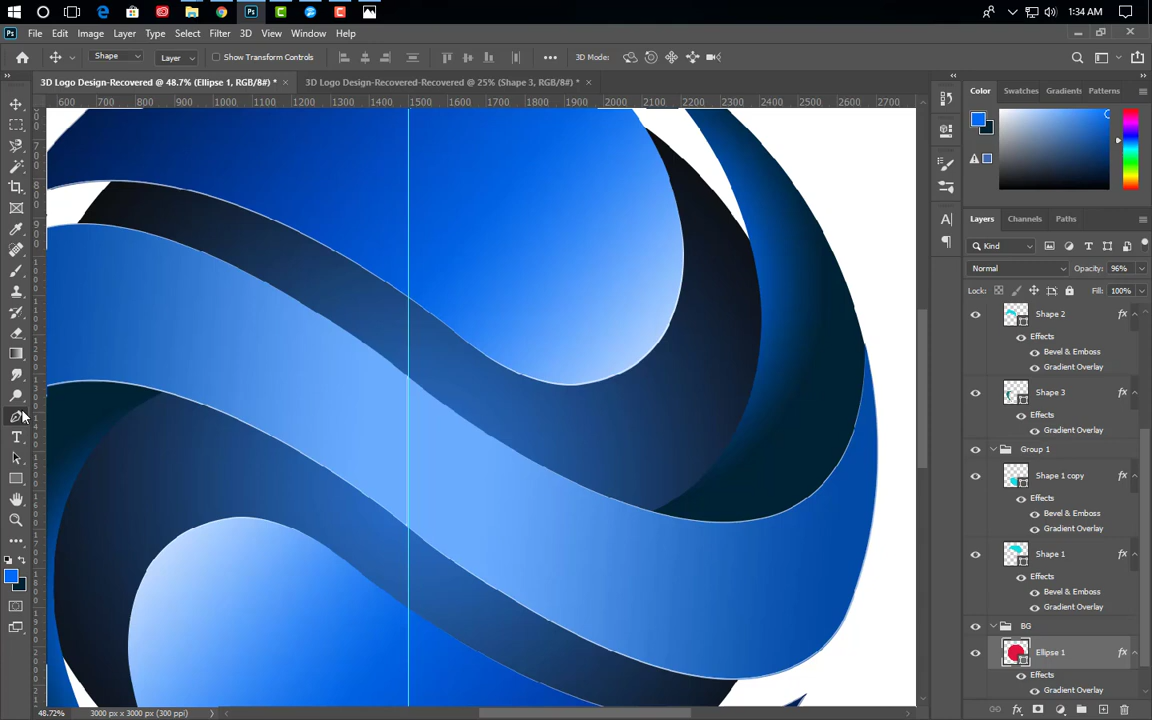 1:34 AM
Ps File Edit Image Layer Type Select Filter 3D View Window Help
Shape Layer Show Transform Controls 3D Mode:
3D Logo Design-Recovered @ 48.7% (Ellipse 1, RGB/8#) * × 3D Logo Design-Recovered-Recovered @ 25% (Shape 3, RGB/8#) * ×
Color Swatches Gradients Patterns
600 700 800 900 1000 1100 1200 1300 1400 1500 1600 1700 1800 1900 2000 2100 2200 2300 2400 2500 2600 2700
Layers Channels Paths
Kind
Normal Opacity: 96%
Lock: Fill: 100%
Shape 2 fx
Effects
Bevel & Emboss
Gradient Overlay
Shape 3 fx
Effects
Gradient Overlay
Group 1
Shape 1 copy fx
Effects
Bevel & Emboss
Gradient Overlay
Shape 1 fx
Effects
Bevel & Emboss
Gradient Overlay
BG
Ellipse 1 fx
Effects
Gradient Overlay
48.72% 3000 px x 3000 px (300 ppi)